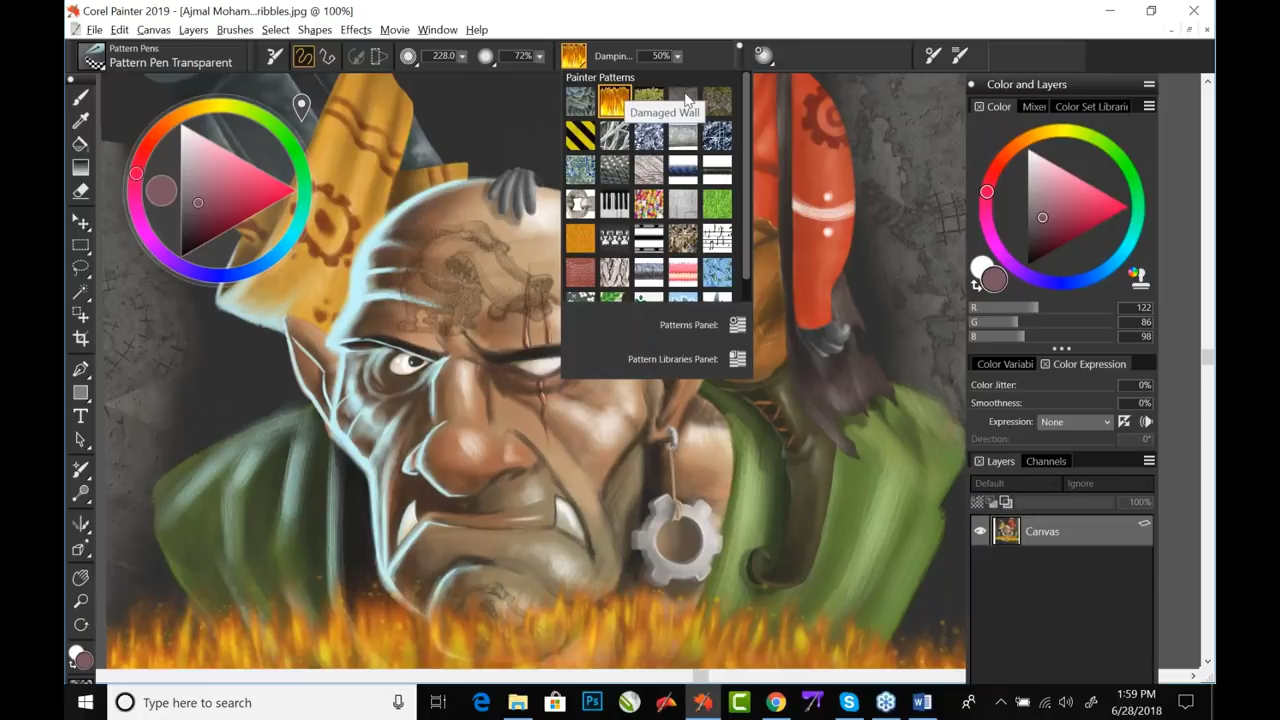 Corel Painter 2019 - [Ajmal Moham...ribbles.jpg @ 100%]
File Edit Canvas Layers Brushes Select Shapes Effects Movie Window Help
Pattern Pens
Pattern Pen Transparent
228.0
72%
Dampin...
50%
Painter Patterns
Damaged Wall
Patterns Panel:
Pattern Libraries Panel:
Color and Layers
Color Mixer Color Set Librarie
R 122
G 86
B 98
Color Variabi Color Expression
Color Jitter: 0%
Smoothness: 0%
Expression: None
Direction: 0°
Layers Channels
Default Ignore
100%
Canvas
T
Type here to search
Ps
1:59 PM
6/28/2018